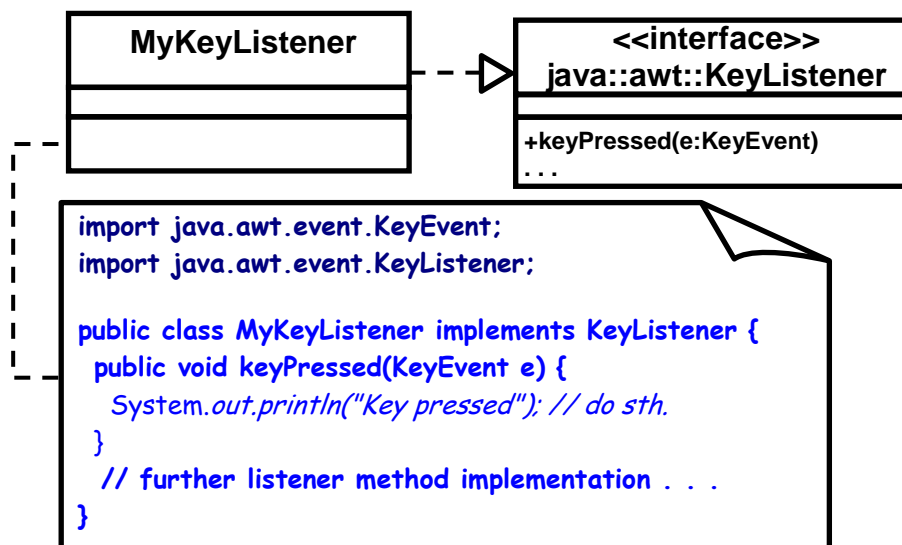 MyKeyListener
<<interface>>
java::awt::KeyListener
+keyPressed(e:KeyEvent)
. . .
import java.awt.event.KeyEvent;
import java.awt.event.KeyListener;
public class MyKeyListener implements KeyListener {
public void keyPressed(KeyEvent e) {
System.out.println("Key pressed"); // do sth.
}
// further listener method implementation . . .
}